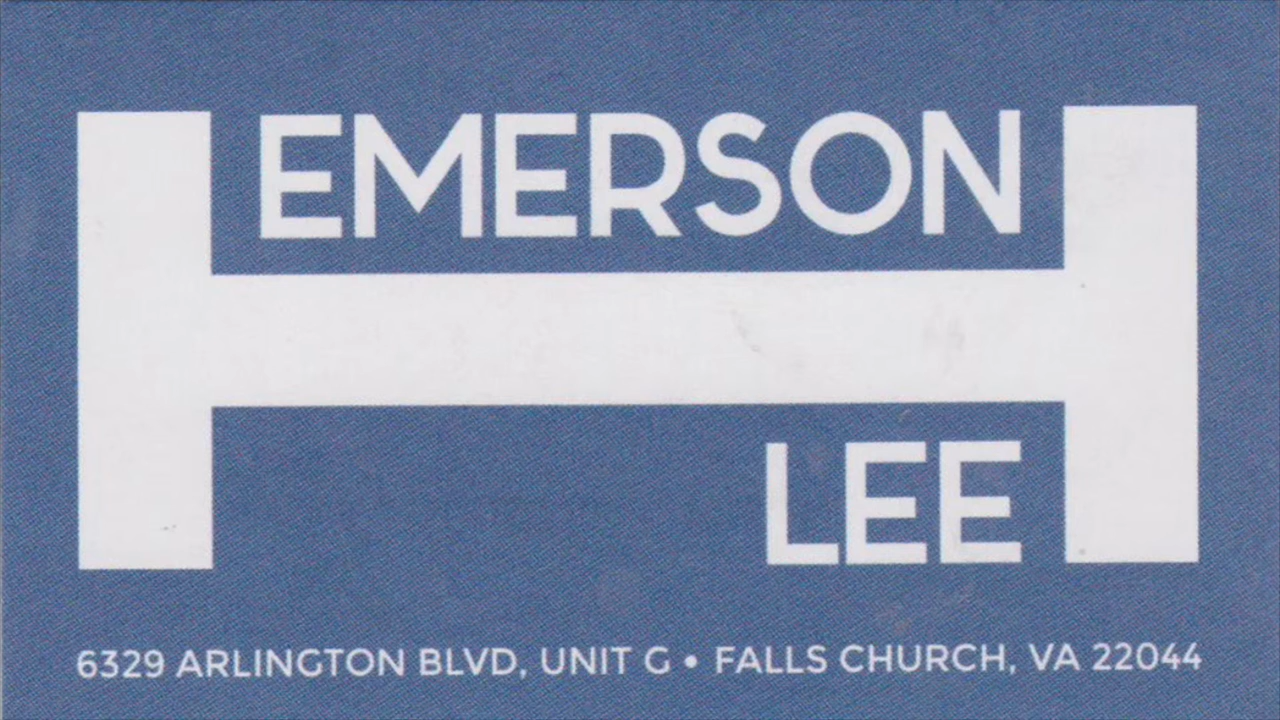 EMERSON
LEE
6329 ARLINGTON BLVD, UNIT G • FALLS CHURCH, VA 22044